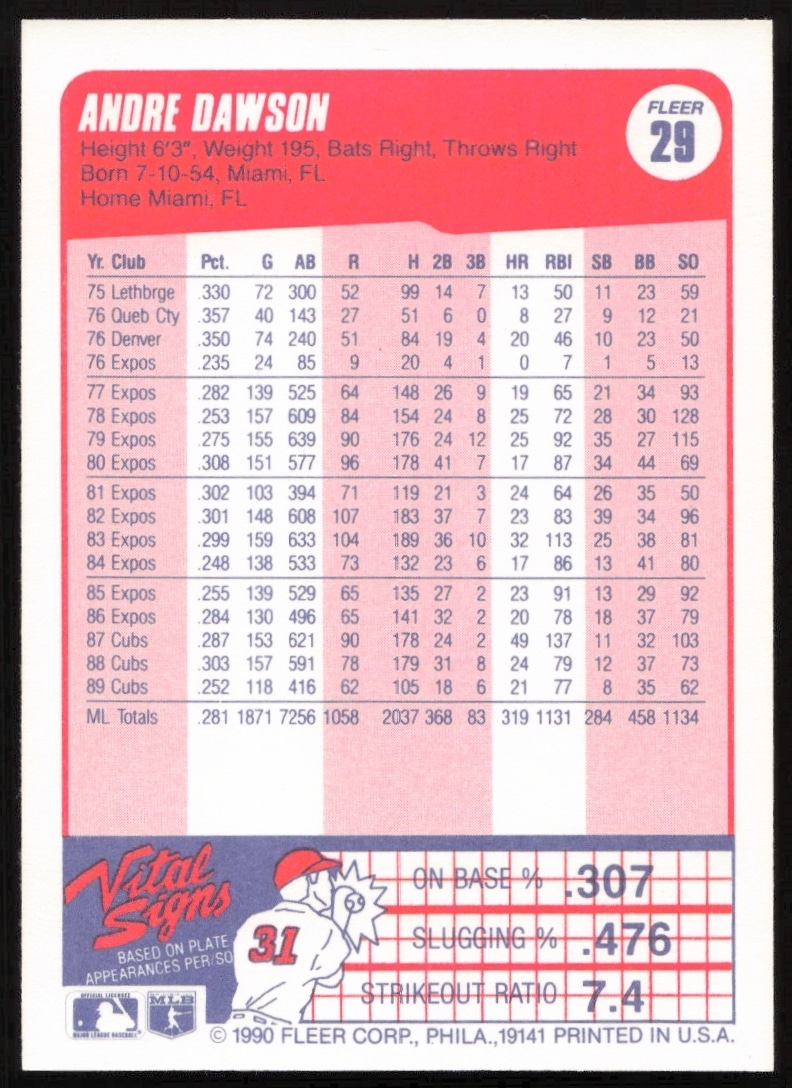 ANDRE DAWSON
FLEER
29
Height 6'3", Weight 195, Bats Right, Throws Right
Born 7-10-54, Miami, FL
Home Miami, FL
Yr. Club Pct. G AB R H 2B 3B HR RBI SB BB SO
75 Lethbrge .330 72 300 52 99 14 7 13 50 11 23 59
76 Queb Cty .357 40 143 27 51 6 0 8 27 9 12 21
76 Denver .350 74 240 51 84 19 4 20 46 10 23 50
76 Expos .235 24 85 9 20 4 1 0 7 1 5 13
77 Expos .282 139 525 64 148 26 9 19 65 21 34 93
78 Expos .253 157 609 84 154 24 8 25 72 28 30 128
79 Expos .275 155 639 90 176 24 12 25 92 35 27 115
80 Expos .308 151 577 96 178 41 7 17 87 34 44 69
81 Expos .302 103 394 71 119 21 3 24 64 26 35 50
82 Expos .301 148 608 107 183 37 7 23 83 39 34 96
83 Expos .299 159 633 104 189 36 10 32 113 25 38 81
84 Expos .248 138 533 73 132 23 6 17 86 13 41 80
85 Expos .255 139 529 65 135 27 2 23 91 13 29 92
86 Expos .284 130 496 65 141 32 2 20 78 18 37 79
87 Cubs .287 153 621 90 178 24 2 49 137 11 32 103
88 Cubs .303 157 591 78 179 31 8 24 79 12 37 73
89 Cubs .252 118 416 62 105 18 6 21 77 8 35 62
ML Totals .281 1871 7256 1058 2037 368 83 319 1131 284 458 1134
Vital
Signs
BASED ON PLATE
APPEARANCES PER/SO
31
ON BASE % .307
SLUGGING % .476
STRIKEOUT RATIO 7.4
OFFICIAL LICENSEE
MAJOR LEAGUE BASEBALL
MLB
© 1990 FLEER CORP., PHILA.,19141 PRINTED IN U.S.A.